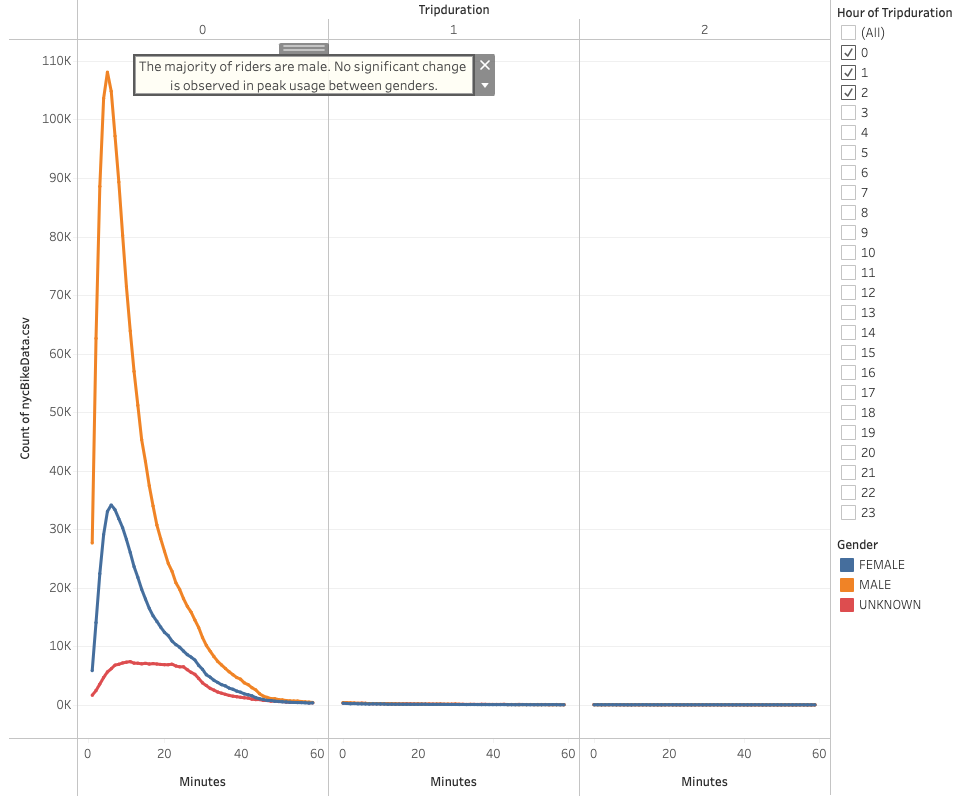 Tripduration
0 1 2
The majority of riders are male. No significant change
is observed in peak usage between genders.
Count of nycBikeData.csv
110K
100K
90K
80K
70K
60K
50K
40K
30K
20K
10K
0K
0 20 40 60 0 20 40 60 0 20 40 60
Minutes Minutes Minutes
Hour of Tripduration
(All)
0
1
2
3
4
5
6
7
8
9
10
11
12
13
14
15
16
17
18
19
20
21
22
23
Gender
FEMALE
MALE
UNKNOWN